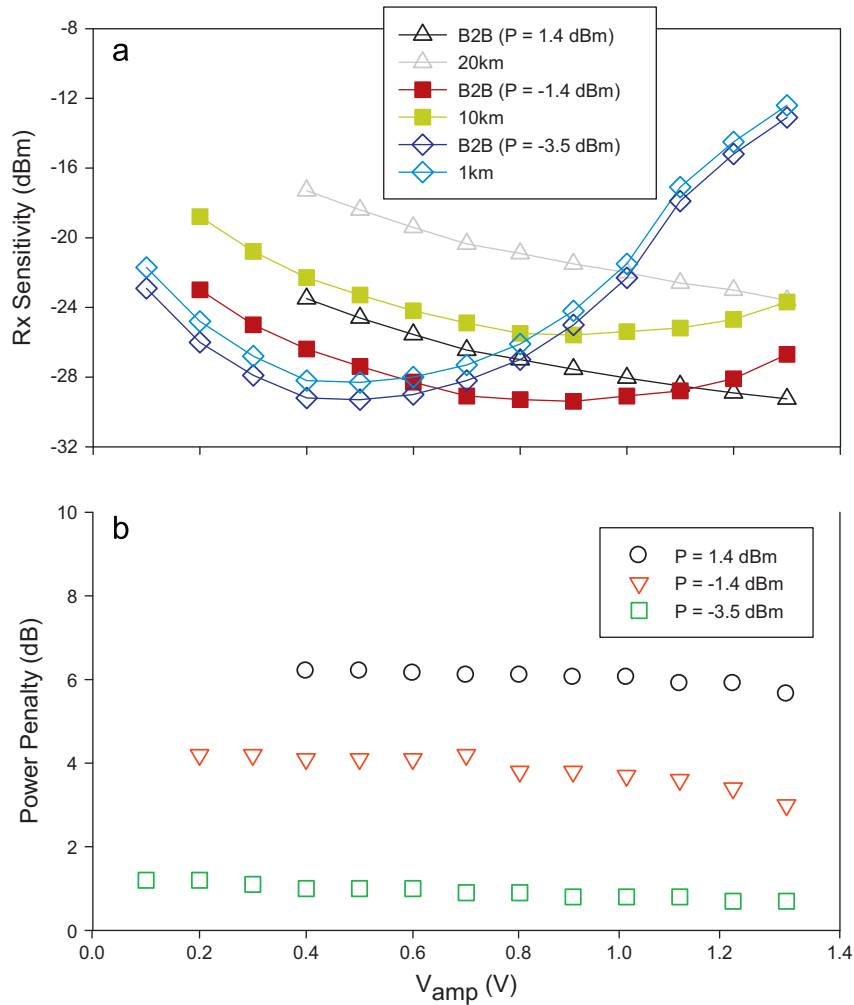 a
B2B (P = 1.4 dBm)
20km
B2B (P = -1.4 dBm)
10km
B2B (P = -3.5 dBm)
1km
-8
-12
-16
-20
-24
-28
-32
Rx Sensitivity (dBm)
b
P = 1.4 dBm
P = -1.4 dBm
P = -3.5 dBm
10
8
6
4
2
0
Power Penalty (dB)
0.0 0.2 0.4 0.6 0.8 1.0 1.2 1.4
Vamp (V)